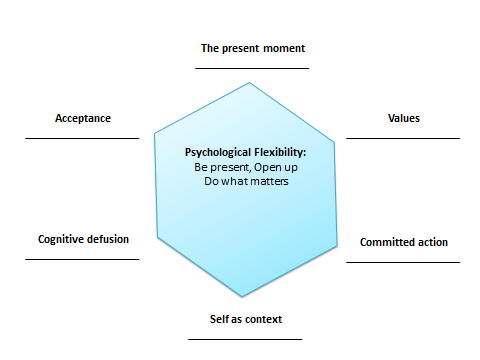 The present moment
Acceptance
Values
Psychological Flexibility:
Be present, Open up
Do what matters
Cognitive defusion
Committed action
Self as context